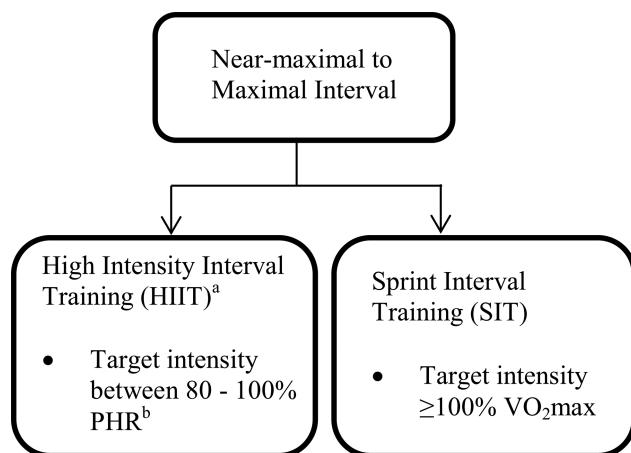 Near-maximal to
Maximal Interval
High Intensity Interval
Training (HIIT)ᵃ
• Target intensity
between 80 - 100%
PHRᵇ
Sprint Interval
Training (SIT)
• Target intensity
≥100% VO₂max